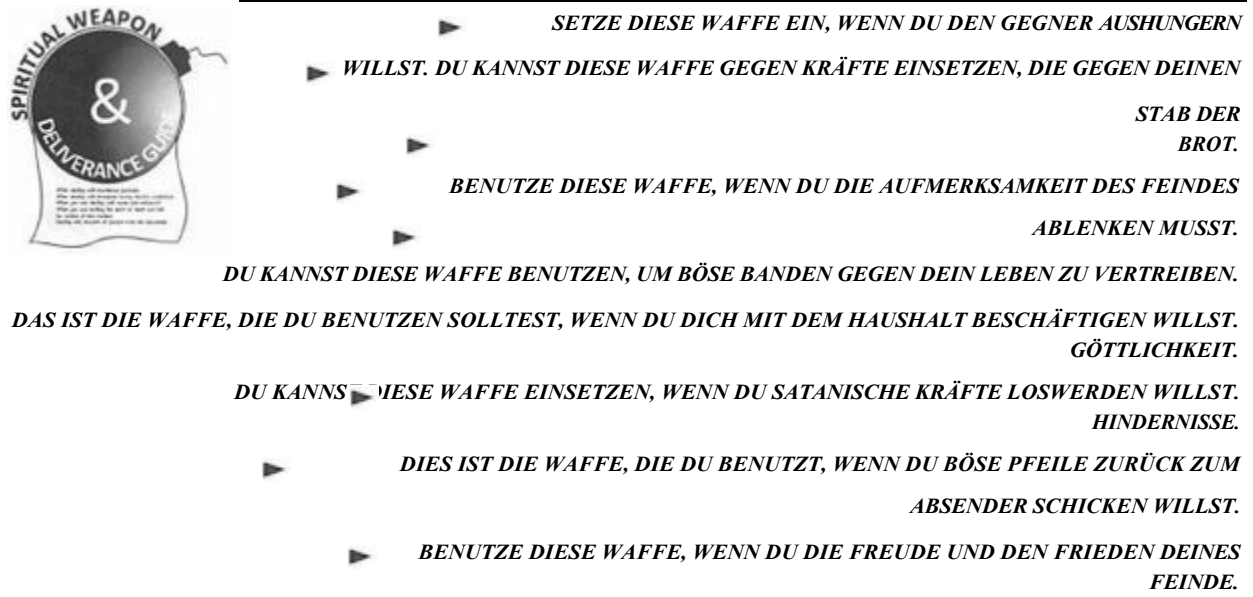 SPIRITUAL WEAPON
&
DELIVERANCE GUIDE
SETZE DIESE WAFFE EIN, WENN DU DEN GEGNER AUSHUNGERN
WILLST. DU KANNST DIESE WAFFE GEGEN KRÄFTE EINSETZEN, DIE GEGEN DEINEN
STAB DER
BROT.
BENUTZE DIESE WAFFE, WENN DU DIE AUFMERKSAMKEIT DES FEINDES
ABLENKEN MUSST.
DU KANNST DIESE WAFFE BENUTZEN, UM BÖSE BANDEN GEGEN DEIN LEBEN ZU VERTREIBEN.
DAS IST DIE WAFFE, DIE DU BENUTZEN SOLLTEST, WENN DU DICH MIT DEM HAUSHALT BESCHÄFTIGEN WILLST.
GÖTTLICHKEIT.
DU KANNS DIESE WAFFE EINSETZEN, WENN DU SATANISCHE KRÄFTE LOSWERDEN WILLST.
HINDERNISSE.
DIES IST DIE WAFFE, DIE DU BENUTZT, WENN DU BÖSE PFEILE ZURÜCK ZUM
ABSENDER SCHICKEN WILLST.
BENUTZE DIESE WAFFE, WENN DU DIE FREUDE UND DEN FRIEDEN DEINES
FEINDE.